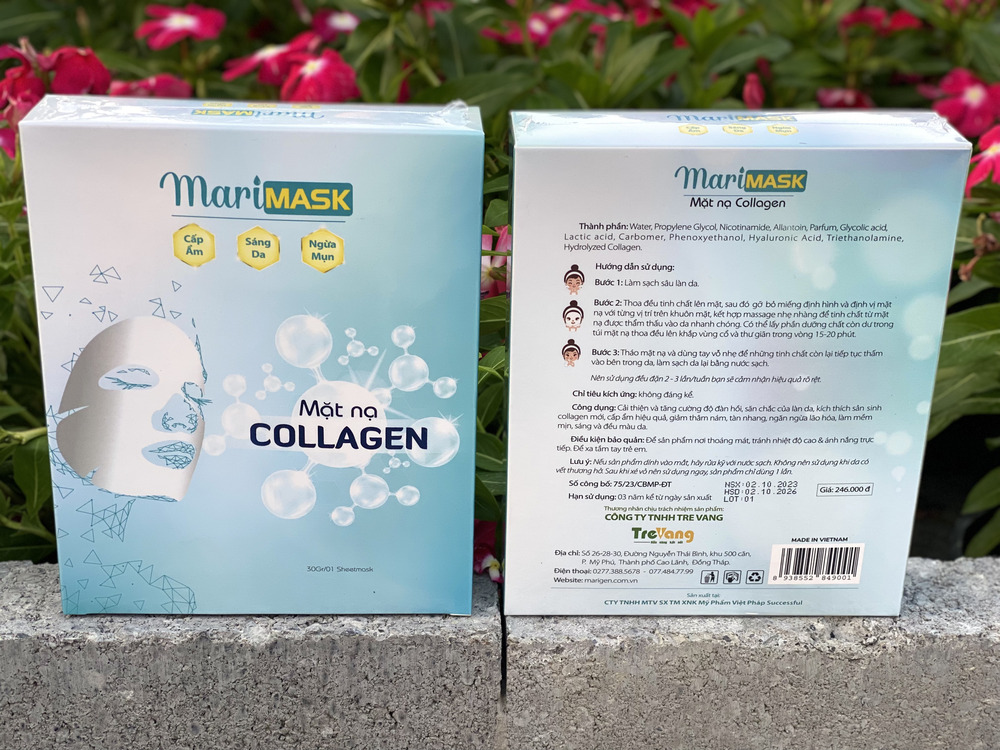 mariMASK
mariMASK
Cấp Ẩm
Sáng Da
Ngừa Mụn
Mặt nạ
COLLAGEN
30Gr/01 Sheetmask
mariMASK
Cấp Ẩm
Sáng Da
Ngừa Mụn
mariMASK
Mặt nạ Collagen
Thành phần: Water, Propylene Glycol, Nicotinamide, Allantoin, Parfum, Glycolic acid,
Lactic acid, Carbomer, Phenoxyethanol, Hyaluronic Acid, Triethanolamine,
Hydrolyzed Collagen.
Hướng dẫn sử dụng:
Bước 1: Làm sạch sâu làn da.
Bước 2: Thoa đều tinh chất lên mặt, sau đó gỡ bỏ miếng định hình và định vị mặt
nạ với từng vị trí trên khuôn mặt, kết hợp massage nhẹ nhàng để tinh chất từ mặt
nạ được thẩm thấu vào da nhanh chóng. Có thể lấy phần dưỡng chất còn dư trong
túi mặt nạ thoa đều lên khắp vùng cổ và thư giãn trong vòng 15-20 phút.
Bước 3: Tháo mặt nạ và dùng tay vỗ nhẹ để những tinh chất còn lại tiếp tục thấm
vào bên trong da, làm sạch da lại bằng nước sạch.
Nên sử dụng đều đặn 2 - 3 lần/tuần bạn sẽ cảm nhận hiệu quả rõ rệt.
Chỉ tiêu kích ứng: không đáng kể.
Công dụng: Cải thiện và tăng cường độ đàn hồi, săn chắc của làn da, kích thích sản sinh
collagen mới, cấp ẩm hiệu quả, giảm thâm nám, tàn nhang, ngăn ngừa lão hóa, làm mềm
mịn, sáng và đều màu da.
Điều kiện bảo quản: Để sản phẩm nơi thoáng mát, tránh nhiệt độ cao & ánh nắng trực
tiếp. Để xa tầm tay trẻ em.
Lưu ý: Nếu sản phẩm dính vào mắt, hãy rửa kỹ với nước sạch. Không nên sử dụng khi da có
vết thương hở. Sau khi xé vỏ nên sử dụng ngay, sản phẩm chỉ dùng 1 lần.
Số công bố: 75/23/CBMP-ĐT
Hạn sử dụng: 03 năm kể từ ngày sản xuất
NSX:02.10.2023
HSD:02.10.2026
LOT:01
Giá: 246.000 đ
Thương nhân chịu trách nhiệm sản phẩm:
CÔNG TY TNHH TRE VANG
TreVang
Địa chỉ: Số 26-28-30, Đường Nguyễn Thái Bình, khu 500 căn,
P. Mỹ Phú, Thành phố Cao Lãnh, Đồng Tháp.
Điện thoại: 0277.388.5678 - 077.484.77.99
Website: marigen.com.vn
MADE IN VIETNAM
8 938552 849001
Sản xuất tại:
CTY TNHH MTV SX TM XNK Mỹ Phẩm Việt Pháp Successful